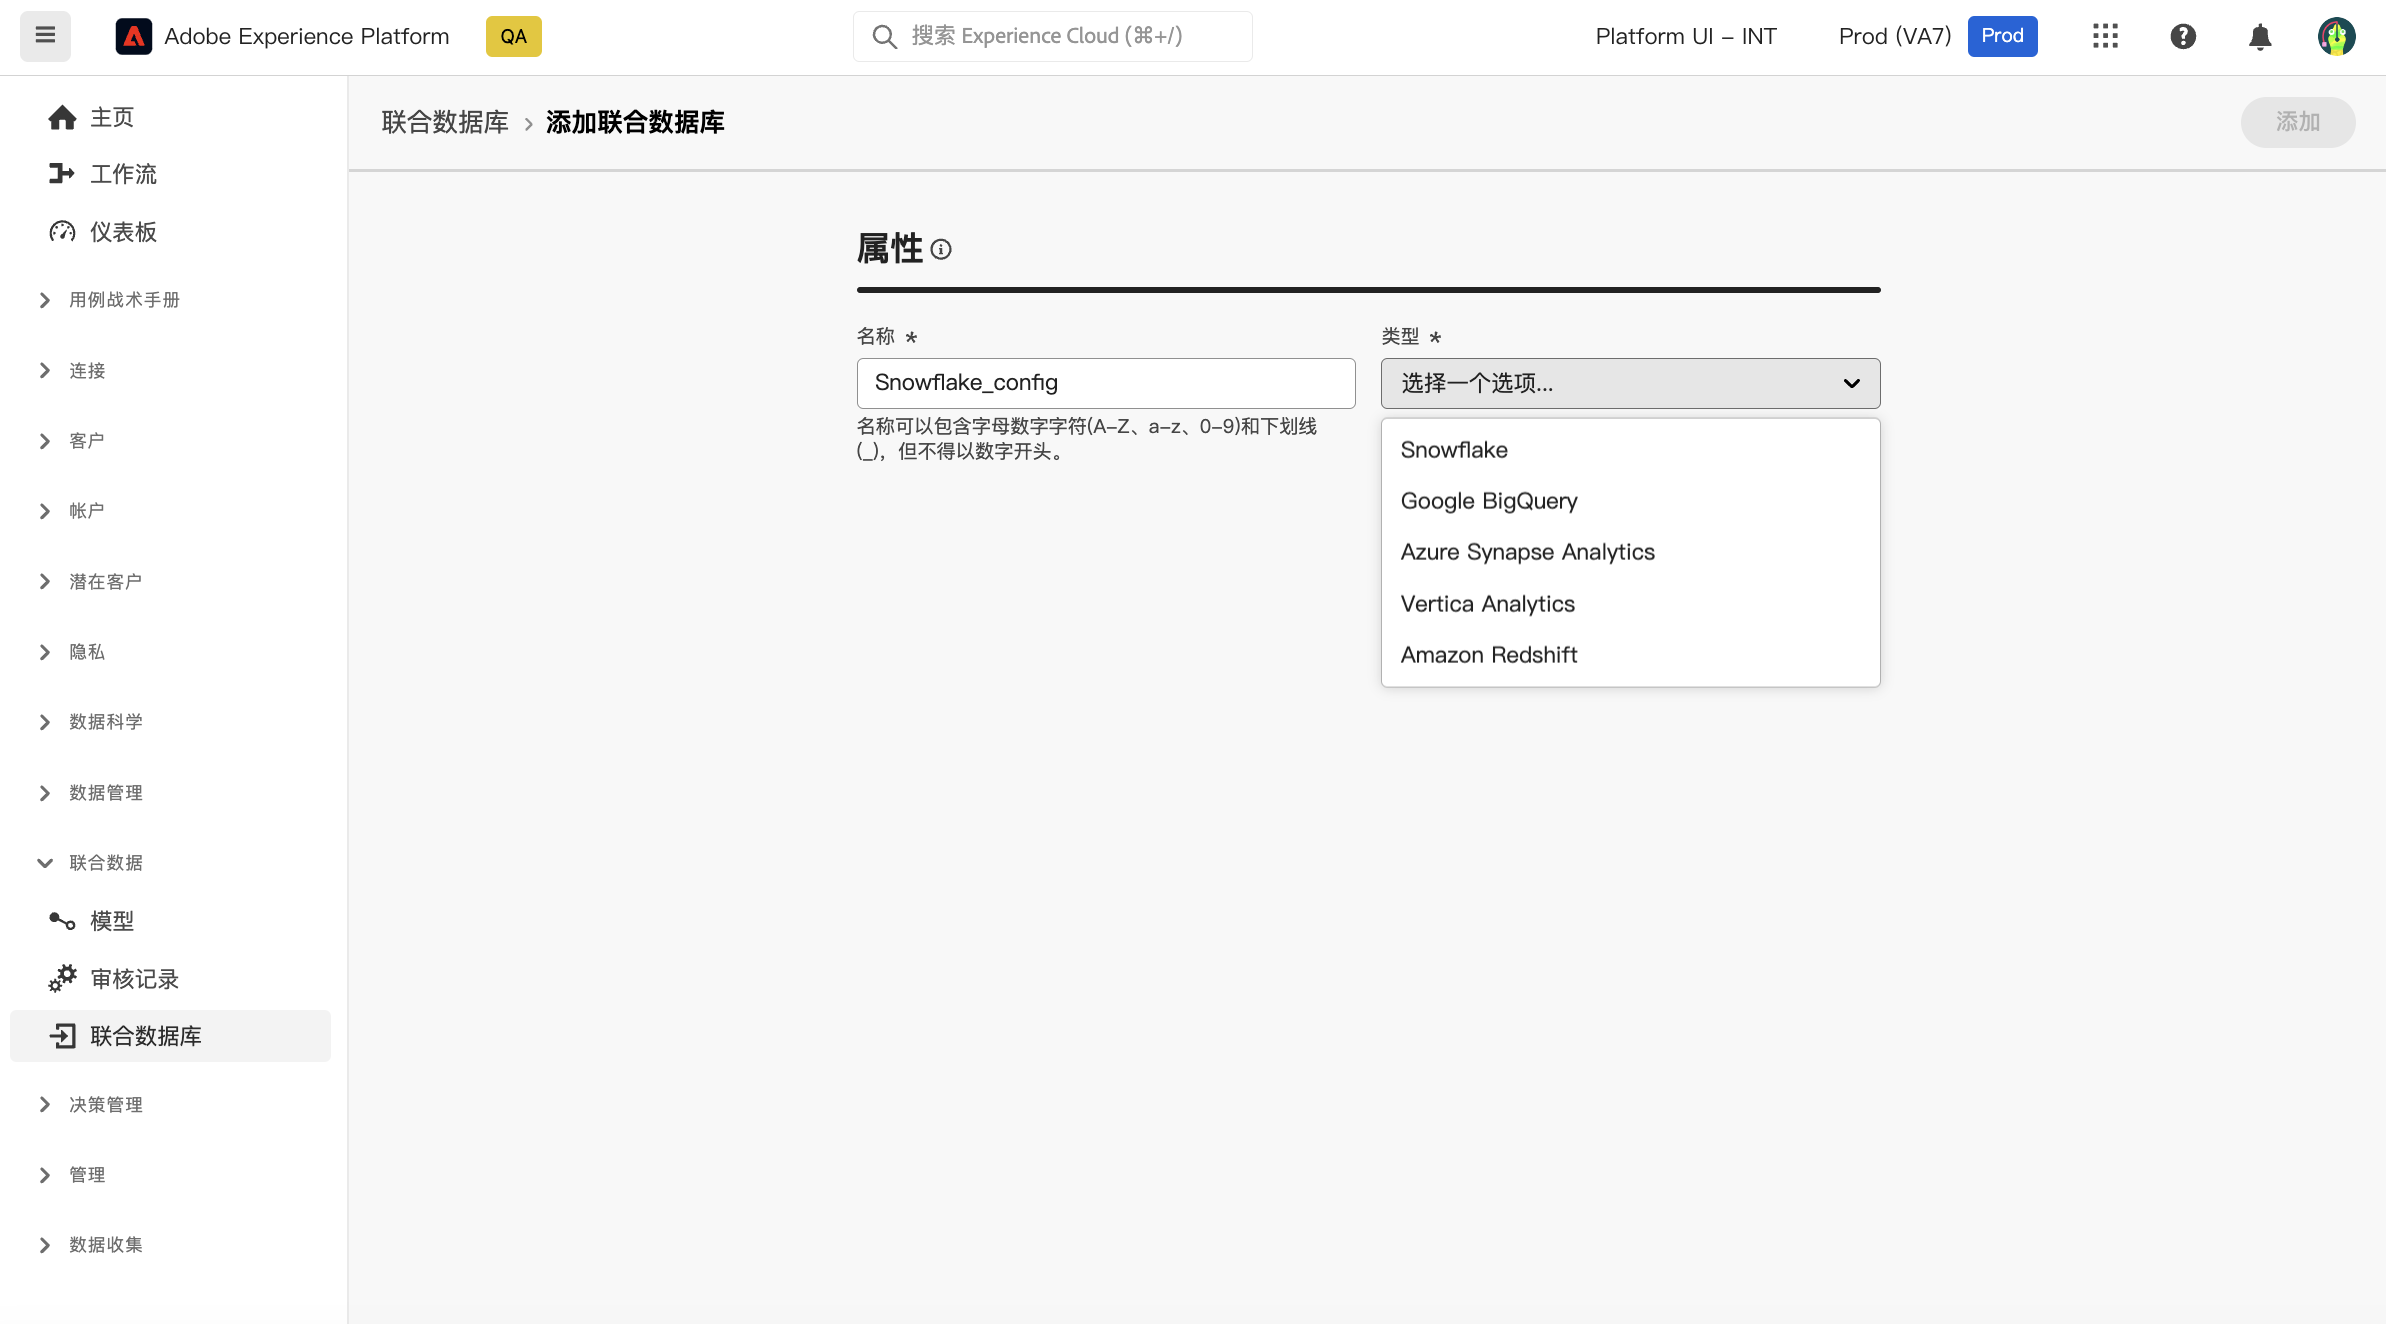 Adobe Experience Platform
QA
搜索 Experience Cloud (⌘+/)
Platform UI – INT
Prod (VA7)
Prod
主页
工作流
仪表板
用例战术手册
连接
客户
帐户
潜在客户
隐私
数据科学
数据管理
联合数据
模型
审核记录
联合数据库
决策管理
管理
数据收集
联合数据库 › 添加联合数据库
添加
属性
名称 *
Snowflake_config
名称可以包含字母数字字符(A-Z、a-z、0-9)和下划线
(_)，但不得以数字开头。
类型 *
选择一个选项...
Snowflake
Google BigQuery
Azure Synapse Analytics
Vertica Analytics
Amazon Redshift